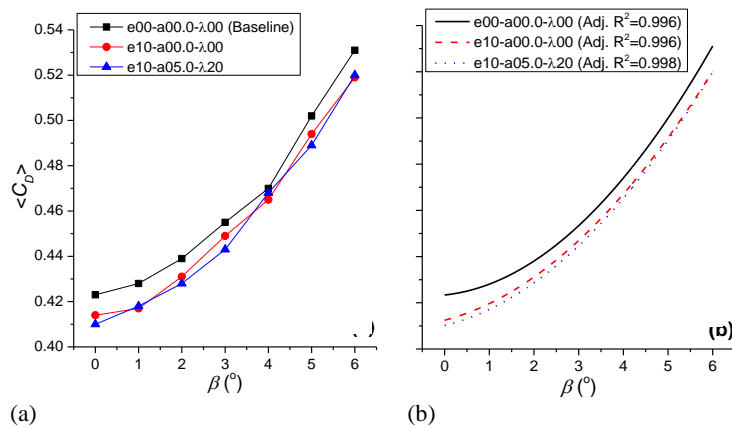 e00-a00.0-λ00 (Baseline)
e10-a00.0-λ00
e10-a05.0-λ20
0.54
0.52
0.50
0.48
0.46
0.44
0.42
0.40
<C_D>
0 1 2 3 4 5 6
β (°)
(a)
e00-a00.0-λ00 (Adj. R²=0.996)
e10-a00.0-λ00 (Adj. R²=0.996)
e10-a05.0-λ20 (Adj. R²=0.998)
(b)
0 1 2 3 4 5 6
β (°)
(b)